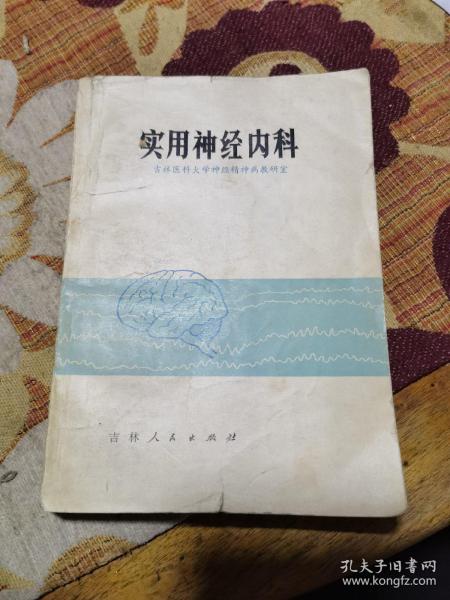 实用神经内科
吉林医科大学神经精神病教研室
吉林人民出版社
孔夫子旧书网
www.kongfz.com